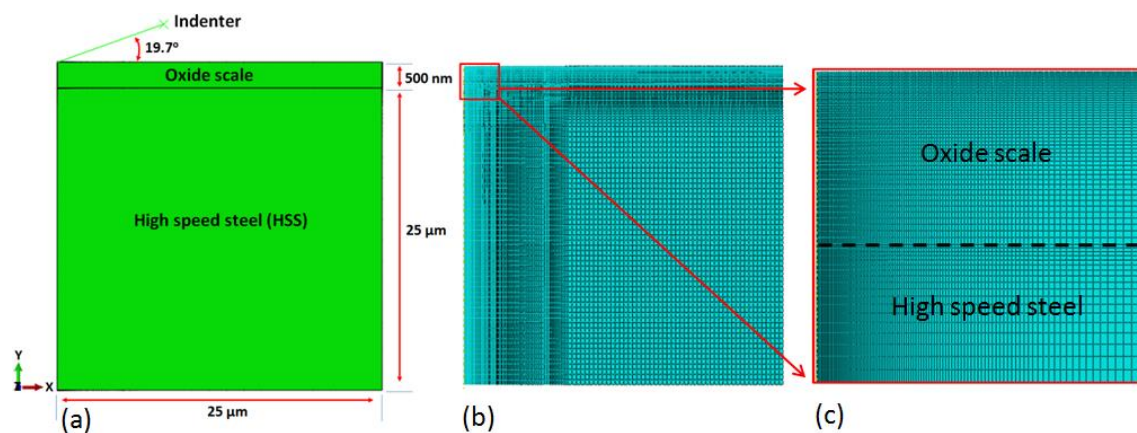 Indenter
19.7°
Oxide scale
500 nm
High speed steel (HSS)
25 μm
Y
Z X
25 μm
(a)
(b)
Oxide scale
High speed steel
(c)